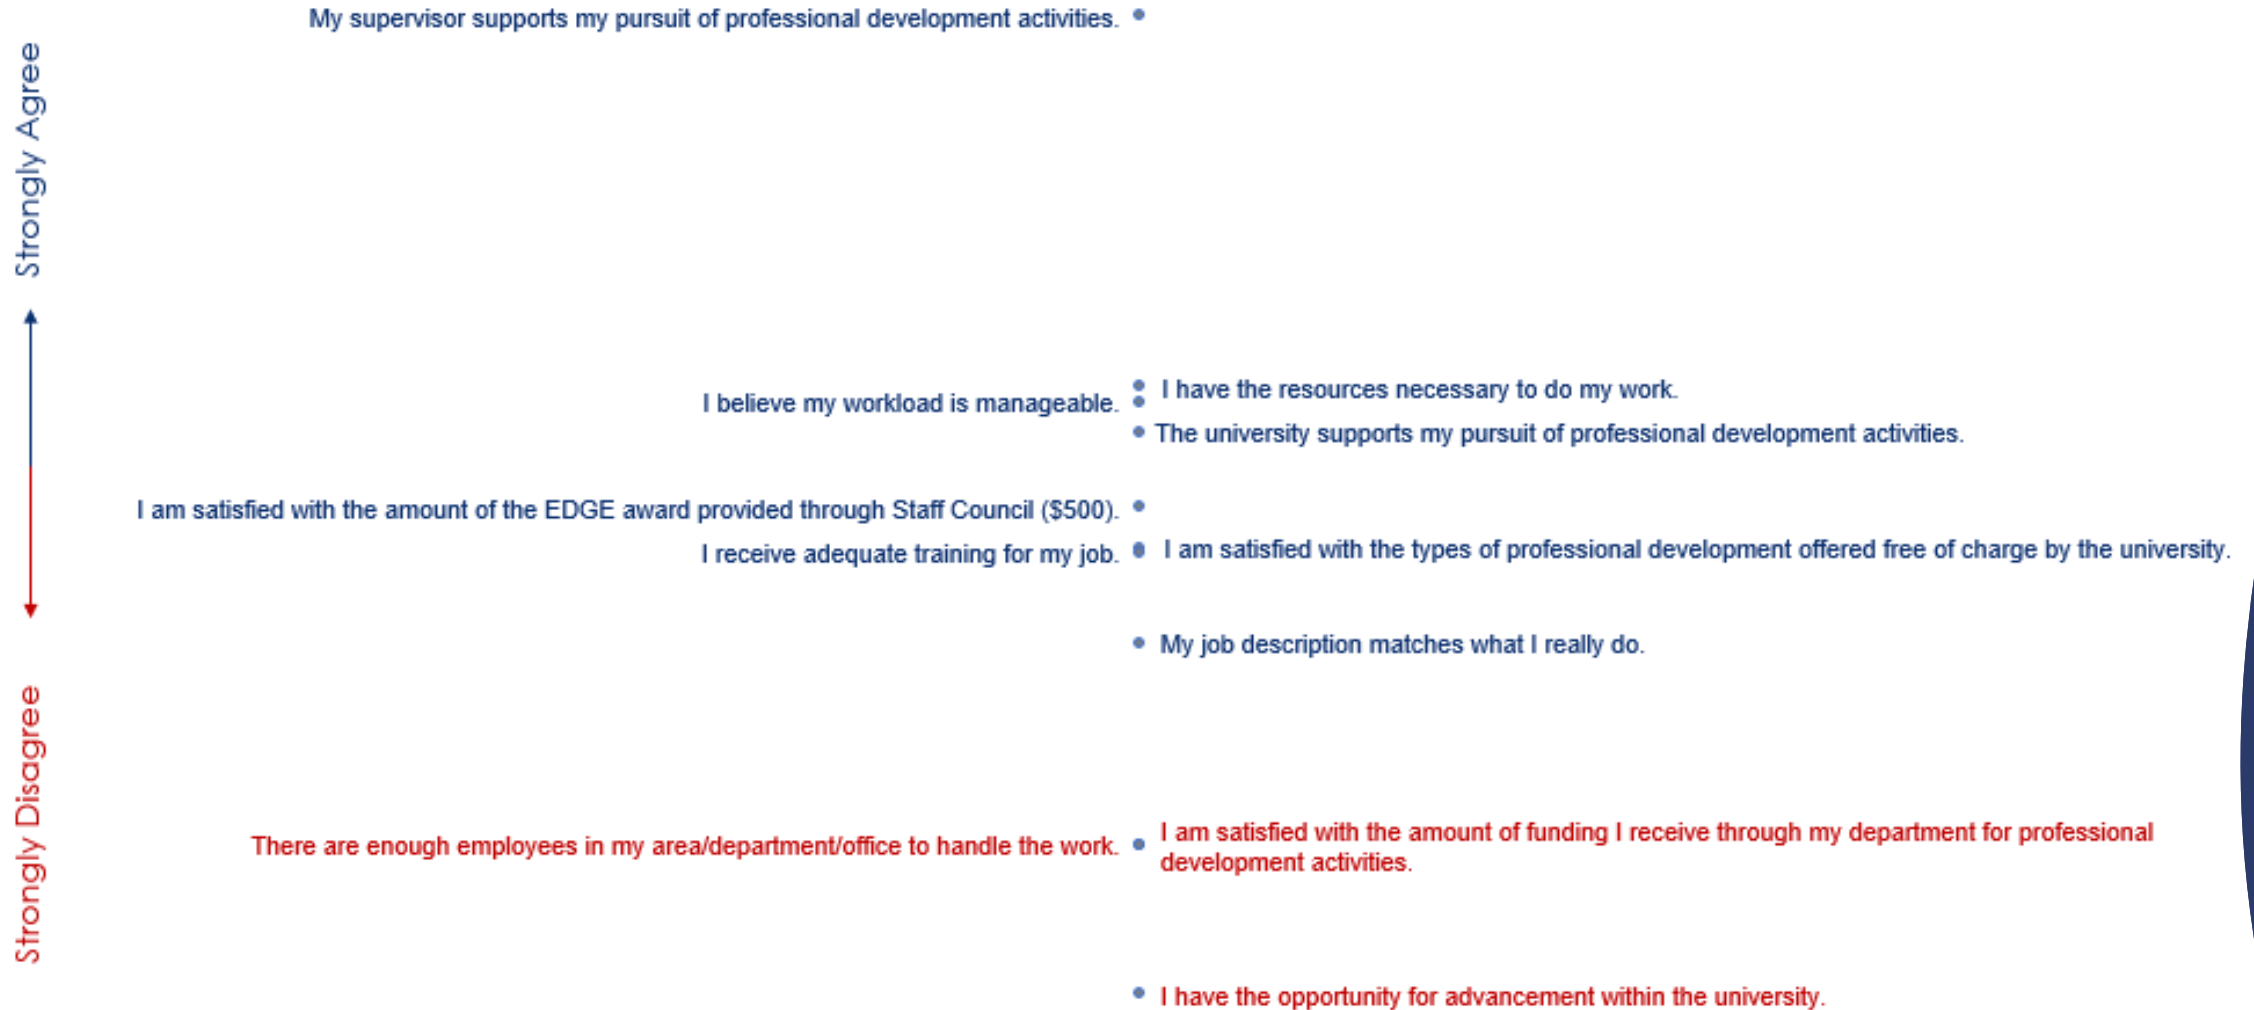 My supervisor supports my pursuit of professional development activities.
Strongly Agree
I have the resources necessary to do my work.
I believe my workload is manageable.
The university supports my pursuit of professional development activities.
I am satisfied with the amount of the EDGE award provided through Staff Council ($500).
I receive adequate training for my job.
I am satisfied with the types of professional development offered free of charge by the university.
My job description matches what I really do.
Strongly Disagree
There are enough employees in my area/department/office to handle the work.
I am satisfied with the amount of funding I receive through my department for professional
development activities.
I have the opportunity for advancement within the university.